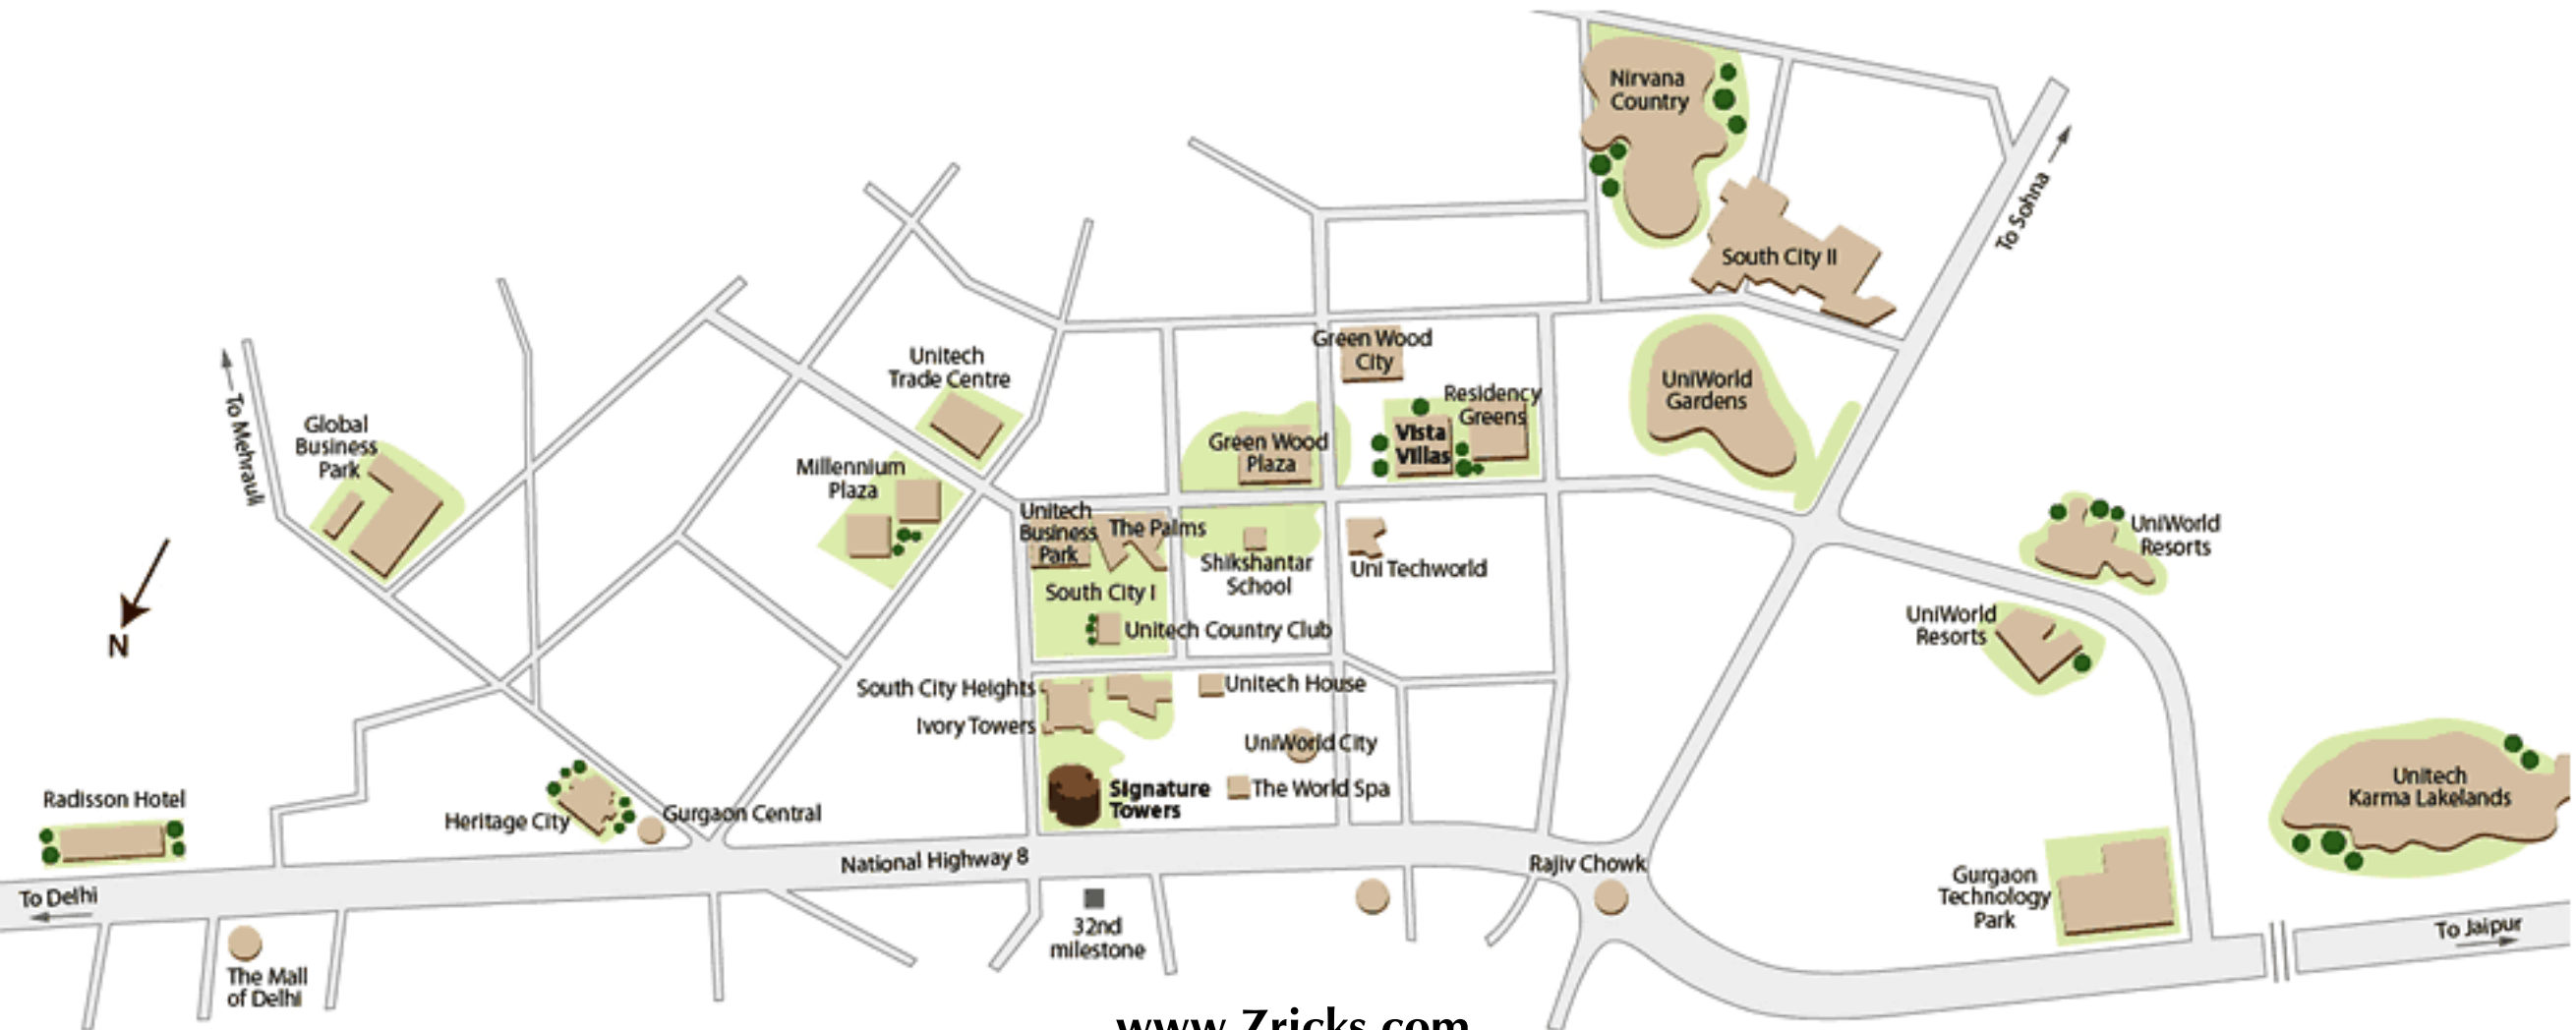 Nirvana
Country
To Sohna
South City II
Green Wood
City
Unitech
Trade Centre
UniWorld
Gardens
Residency
Greens
To Mehrauli
Global
Business
Park
Vista
Villas
Green Wood
Plaza
Millennium
Plaza
Unitech
Business
Park
The Palms
UniWorld
Resorts
Shikshantar
School
Uni Techworld
South City I
UniWorld
Resorts
Unitech Country Club
N
South City Heights
Unitech House
Ivory Towers
UniWorld City
Unitech
Karma Lakelands
Signature
Towers
The World Spa
Radisson Hotel
Heritage City
Gurgaon Central
National Highway 8
Rajiv Chowk
Gurgaon
Technology
Park
To Delhi
32nd
milestone
To Jaipur
The Mall
of Delhi
www.Zricks.com